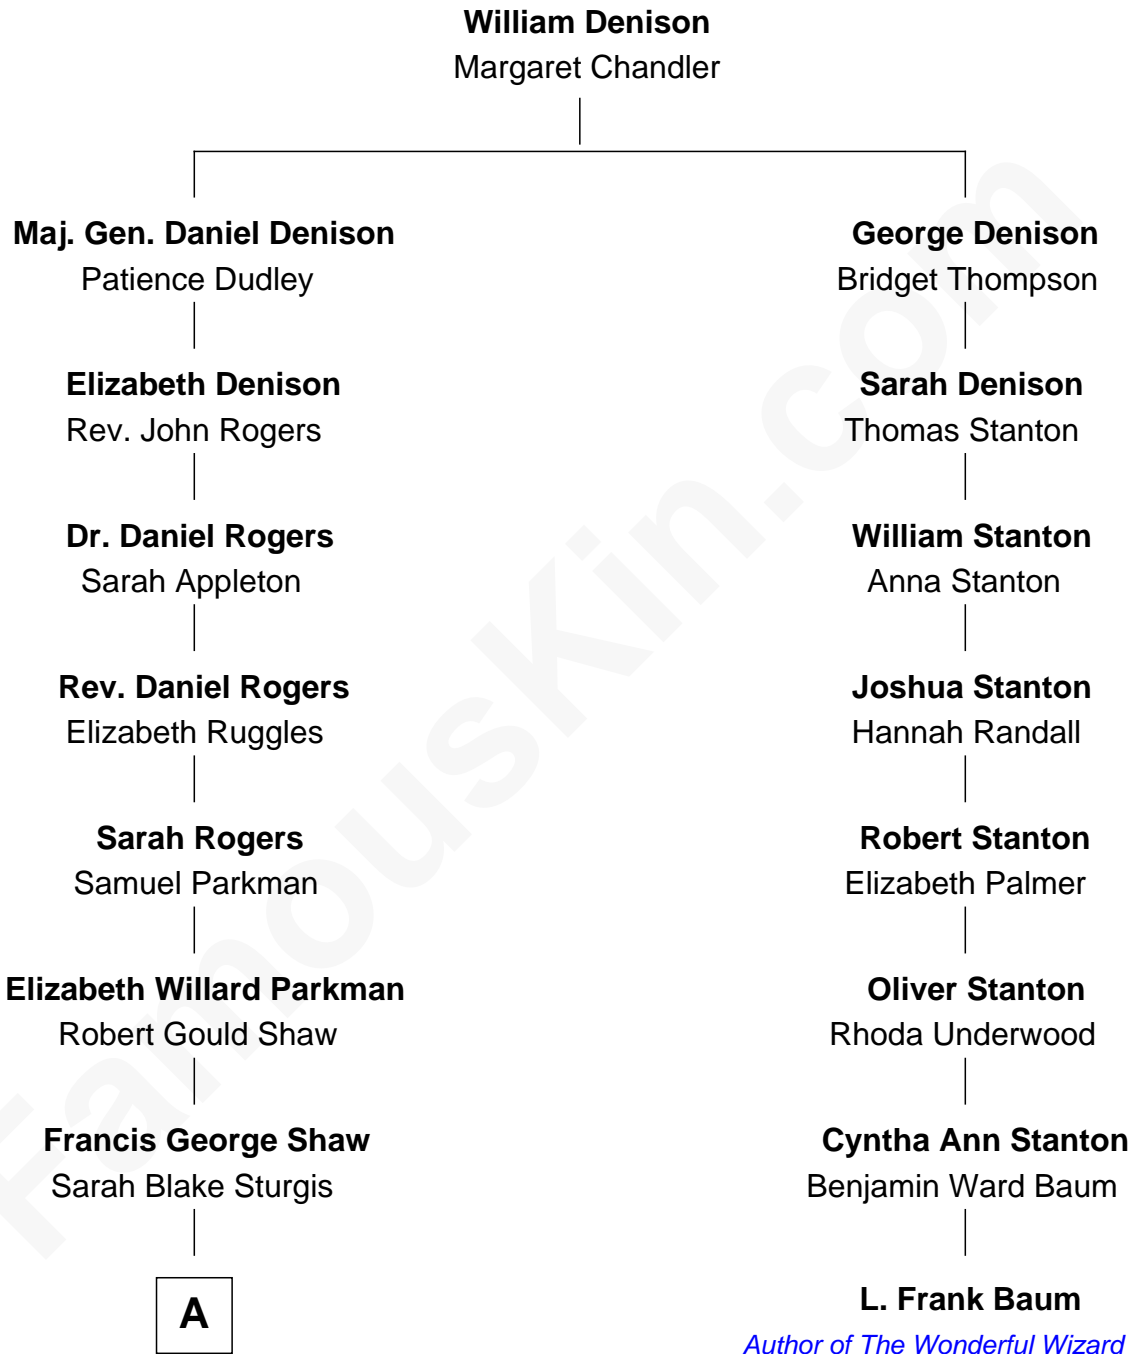 William Denison
Margaret Chandler
Maj. Gen. Daniel Denison
Patience Dudley
George Denison
Bridget Thompson
Elizabeth Denison
Rev. John Rogers
Sarah Denison
Thomas Stanton
Dr. Daniel Rogers
Sarah Appleton
William Stanton
Anna Stanton
Rev. Daniel Rogers
Elizabeth Ruggles
Joshua Stanton
Hannah Randall
Sarah Rogers
Samuel Parkman
Robert Stanton
Elizabeth Palmer
Elizabeth Willard Parkman
Robert Gould Shaw
Oliver Stanton
Rhoda Underwood
Francis George Shaw
Sarah Blake Sturgis
Cyntha Ann Stanton
Benjamin Ward Baum
A
L. Frank Baum
Author of The Wonderful Wizard
FamousKin.com